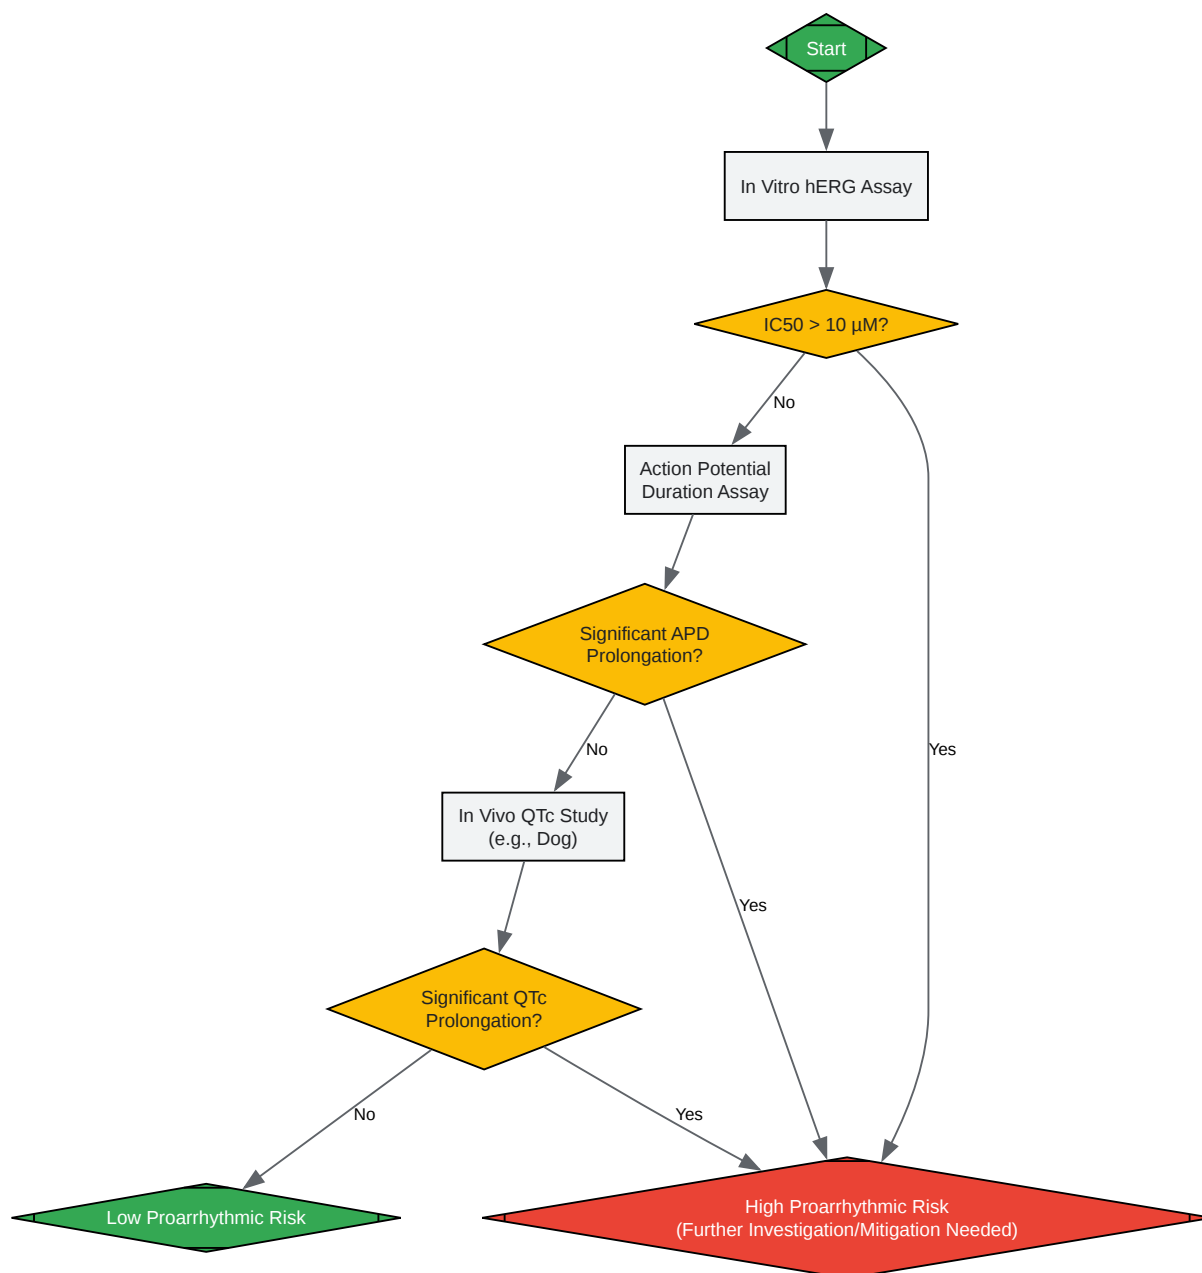 Start
In Vitro hERG Assay
IC50 > 10 µM?
No
Action Potential
Duration Assay
Significant APD
Prolongation?
No
Yes
In Vivo QTc Study
(e.g., Dog)
Yes
Significant QTc
Prolongation?
No
Yes
Low Proarrhythmic Risk
High Proarrhythmic Risk
(Further Investigation/Mitigation Needed)